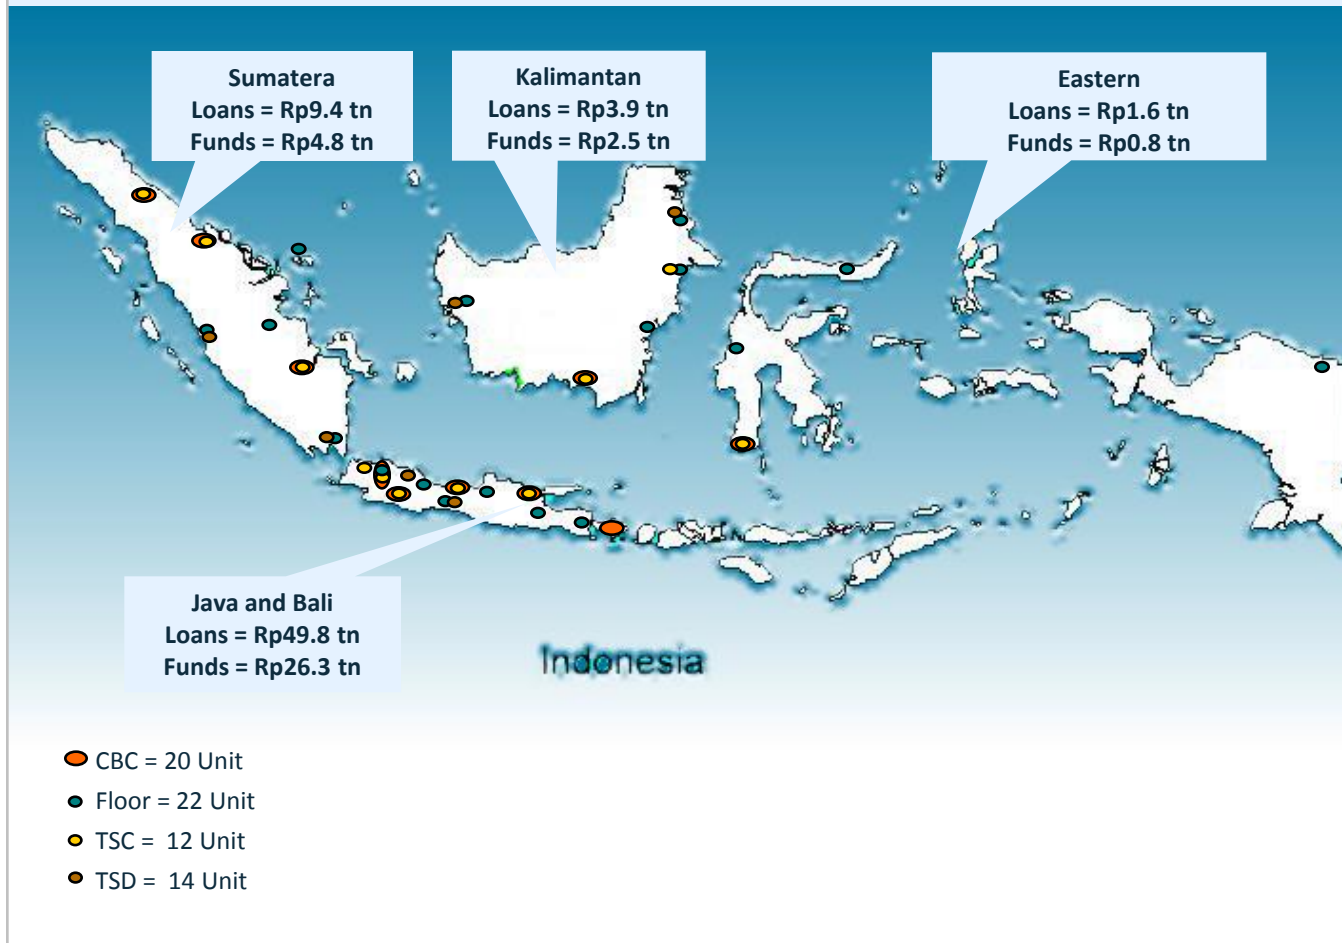 Sumatera
Loans = Rp9.4 tn
Funds = Rp4.8 tn
Kalimantan
Loans = Rp3.9 tn
Funds = Rp2.5 tn
Eastern
Loans = Rp1.6 tn
Funds = Rp0.8 tn
Java and Bali
Loans = Rp49.8 tn
Funds = Rp26.3 tn
Indonesia
CBC = 20 Unit
Floor = 22 Unit
TSC = 12 Unit
TSD = 14 Unit